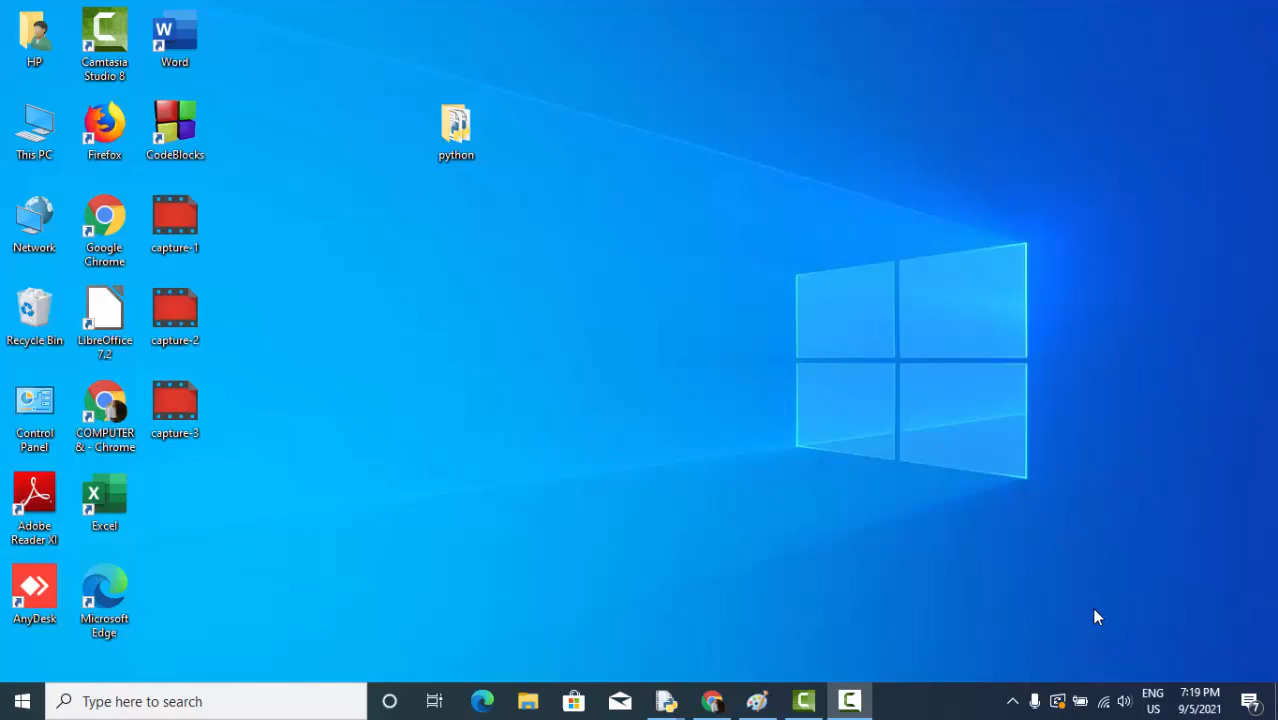 HP
Camtasia
Studio 8
Word
This PC
Firefox
CodeBlocks
python
Network
Google
Chrome
capture-1
Recycle Bin
LibreOffice
7.2
capture-2
Control
Panel
COMPUTER
& - Chrome
capture-3
Adobe
Reader XI
Excel
AnyDesk
Microsoft
Edge
Type here to search
ENG
US
7:19 PM
9/5/2021
7